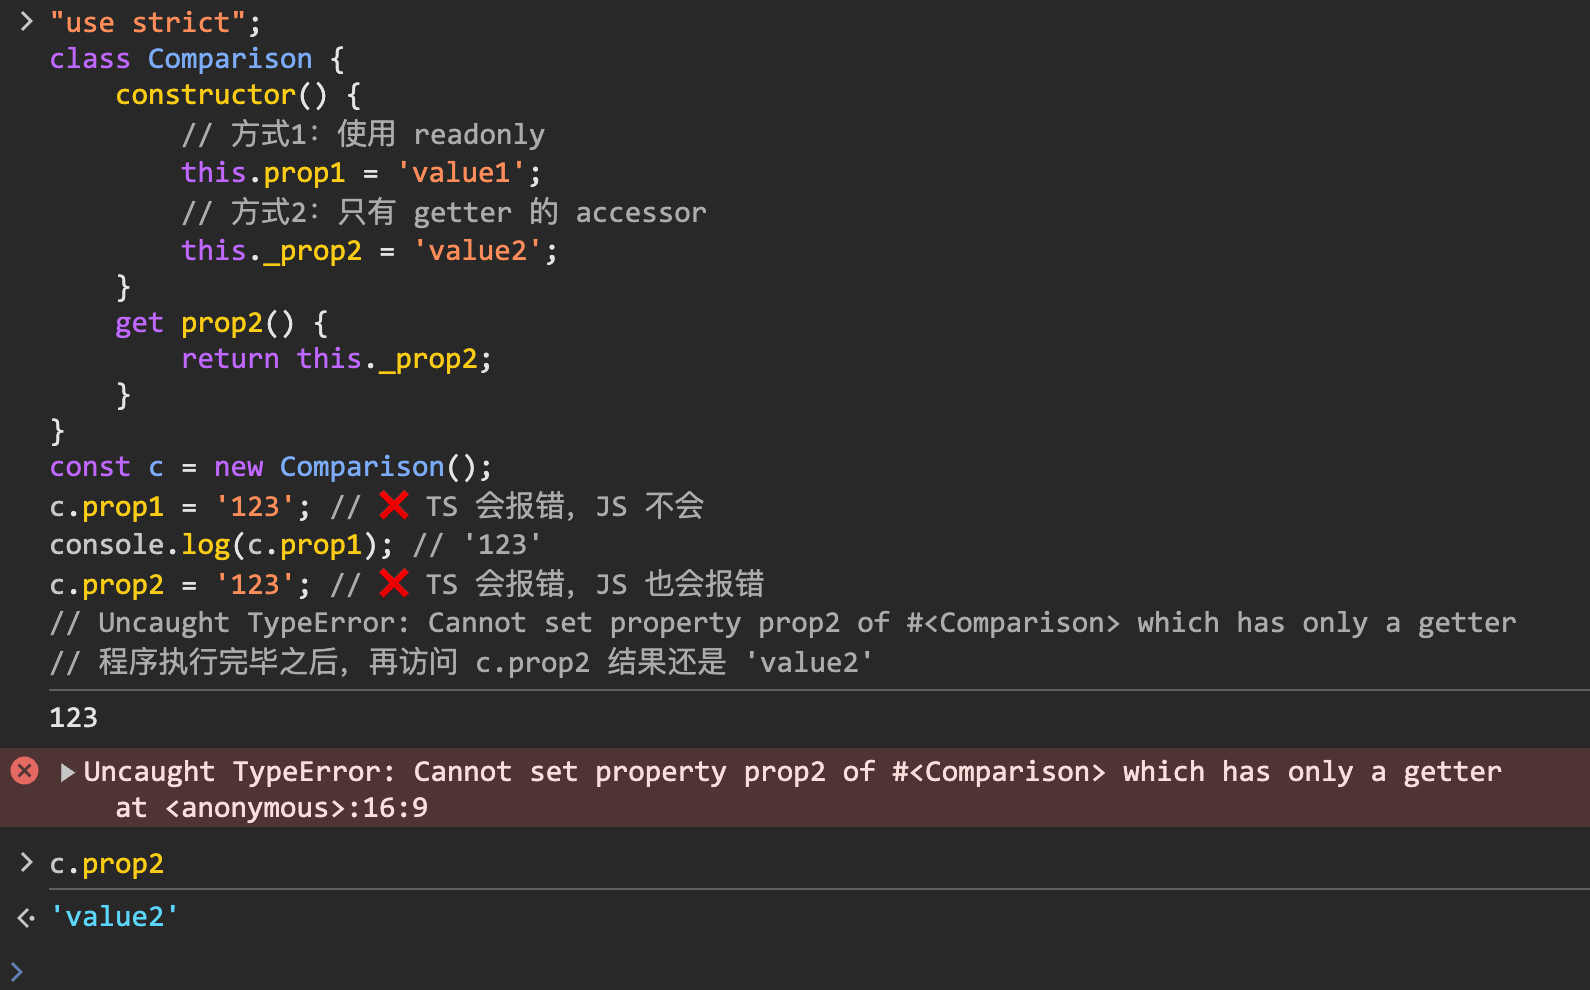 > "use strict";
class Comparison {
    constructor() {
        // 方式1：使用 readonly
        this.prop1 = 'value1';
        // 方式2：只有 getter 的 accessor
        this._prop2 = 'value2';
    }
    get prop2() {
        return this._prop2;
    }
}
const c = new Comparison();
c.prop1 = '123'; // ❌ TS 会报错，JS 不会
console.log(c.prop1); // '123'
c.prop2 = '123'; // ❌ TS 会报错，JS 也会报错
// Uncaught TypeError: Cannot set property prop2 of #<Comparison> which has only a getter
// 程序执行完毕之后，再访问 c.prop2 结果还是 'value2'
123
Uncaught TypeError: Cannot set property prop2 of #<Comparison> which has only a getter
    at <anonymous>:16:9
> c.prop2
'value2'
>